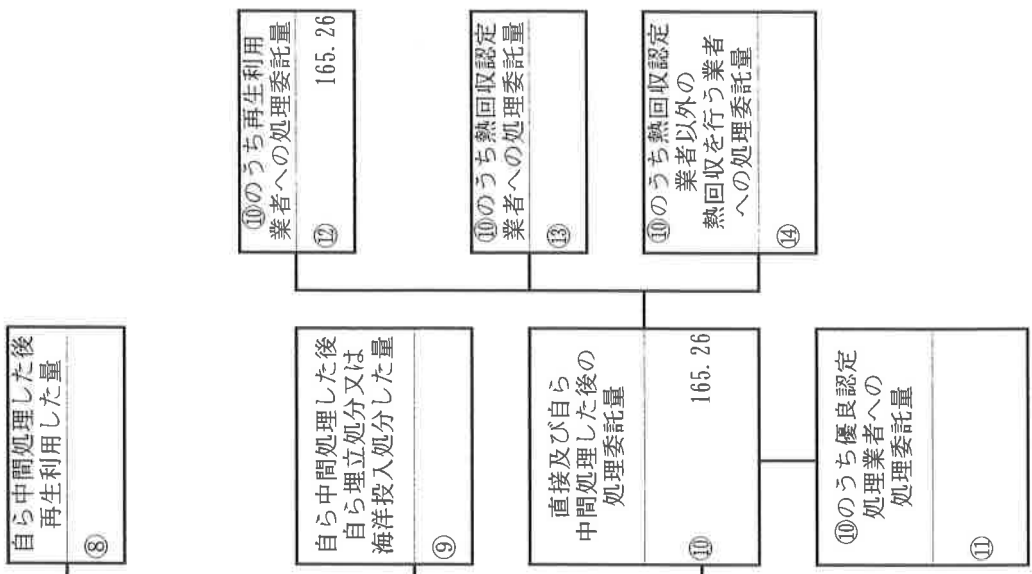 自ら中間処理した後
再生利用した量
⑧
自ら中間処理した後
自ら埋立処分又は
海洋投入処分した量
⑨
直接及び自ら
中間処理した後の
処理委託量
⑩ 165.26
⑩のうち優良認定
処理業者への
処理委託量
⑪
⑩のうち再生利用
業者への処理委託量
⑫ 165.26
⑩のうち熱回収認定
業者への処理委託量
⑬
⑩のうち熱回収認定
業者以外の
熱回収を行う業者
への処理委託量
⑭